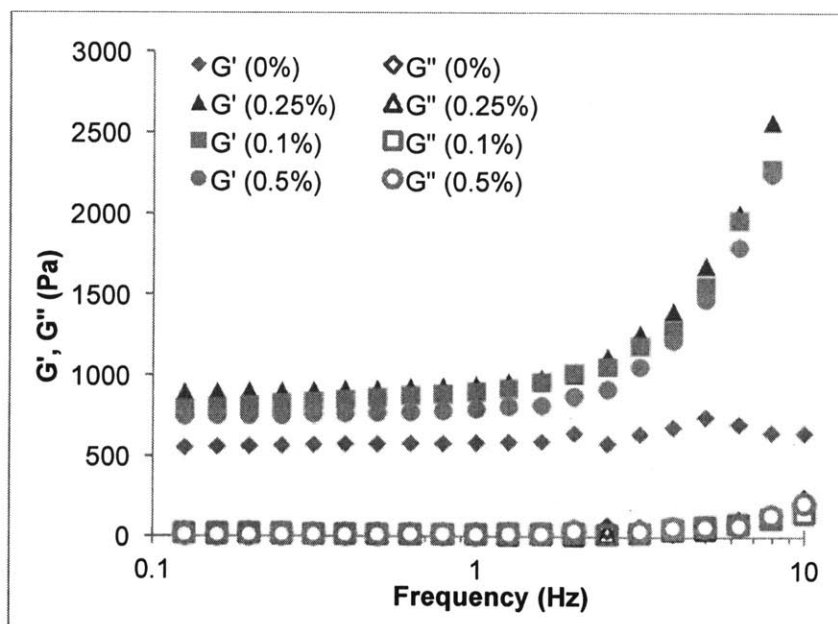 3000
2500
2000
1500
1000
500
0
G', G" (Pa)
G' (0%) G" (0%)
G' (0.25%) G" (0.25%)
G' (0.1%) G" (0.1%)
G' (0.5%) G" (0.5%)
0.1 1 10
Frequency (Hz)